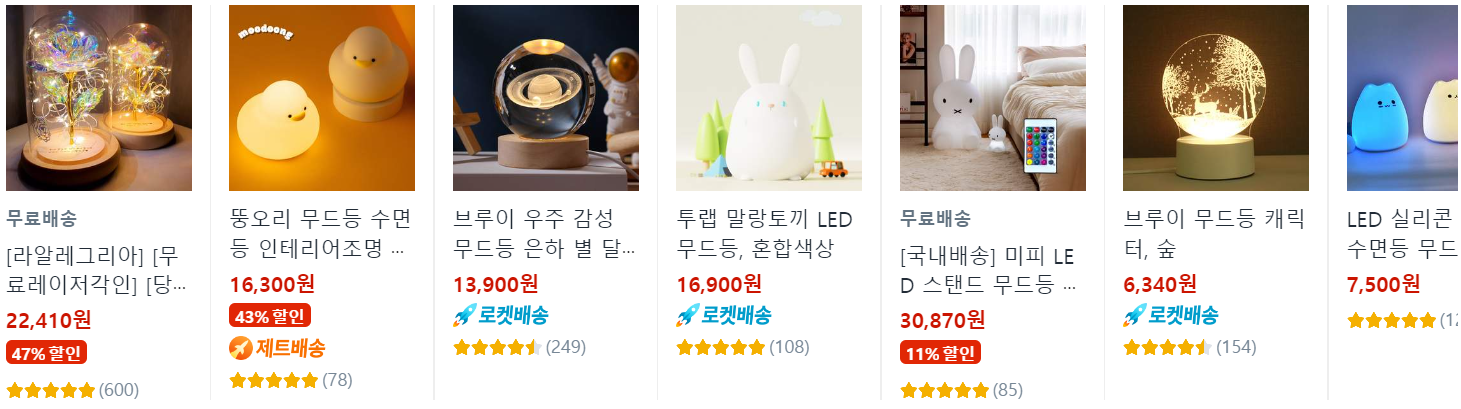 무료배송
[라알레그리아] [무
료레이저각인] [당...
22,410원
47% 할인
(600)
moodoong
뚱오리 무드등 수면
등 인테리어조명 ...
16,300원
43% 할인
제트배송
(78)
브루이 우주 감성
무드등 은하 별 달...
13,900원
로켓배송
(249)
투랩 말랑토끼 LED
무드등, 혼합색상
16,900원
로켓배송
(108)
무료배송
[국내배송] 미피 LE
D 스탠드 무드등 ...
30,870원
11% 할인
(85)
브루이 무드등 캐릭
터, 숲
6,340원
로켓배송
(154)
LED 실리콘
수면등 무드
7,500원